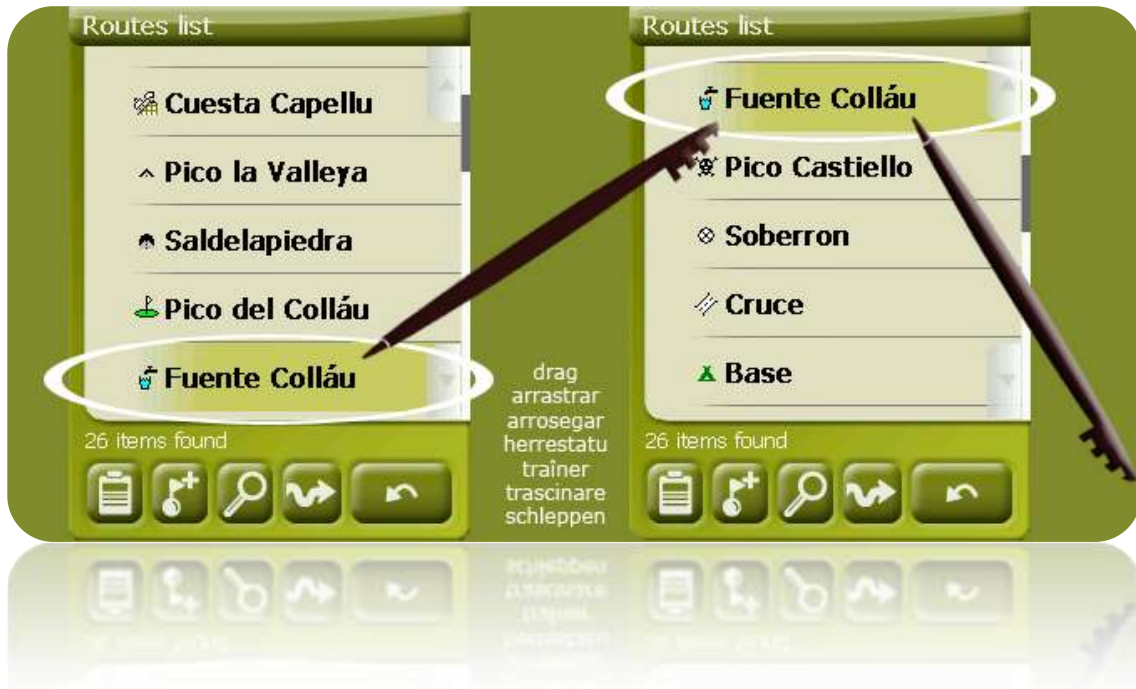 Routes list
Cuesta Capellu
Pico la Valleya
Saldelapiedra
Pico del Colláu
Fuente Colláu
26 items found
drag
arrastrar
arrosegar
herrestatu
traîner
trascinare
schleppen
Routes list
Fuente Colláu
Pico Castiello
Soberron
Cruce
Base
26 items found